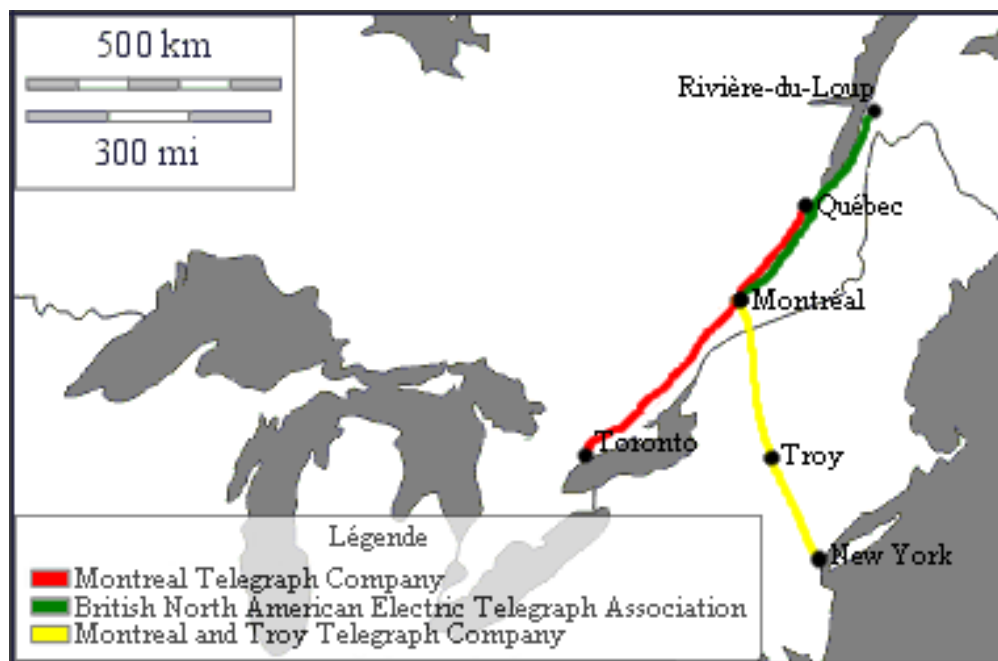 500 km
300 mi
Rivière-du-Loup
Québec
Montréal
Toronto
Troy
New York
Légende
Montreal Telegraph Company
British North American Electric Telegraph Association
Montreal and Troy Telegraph Company